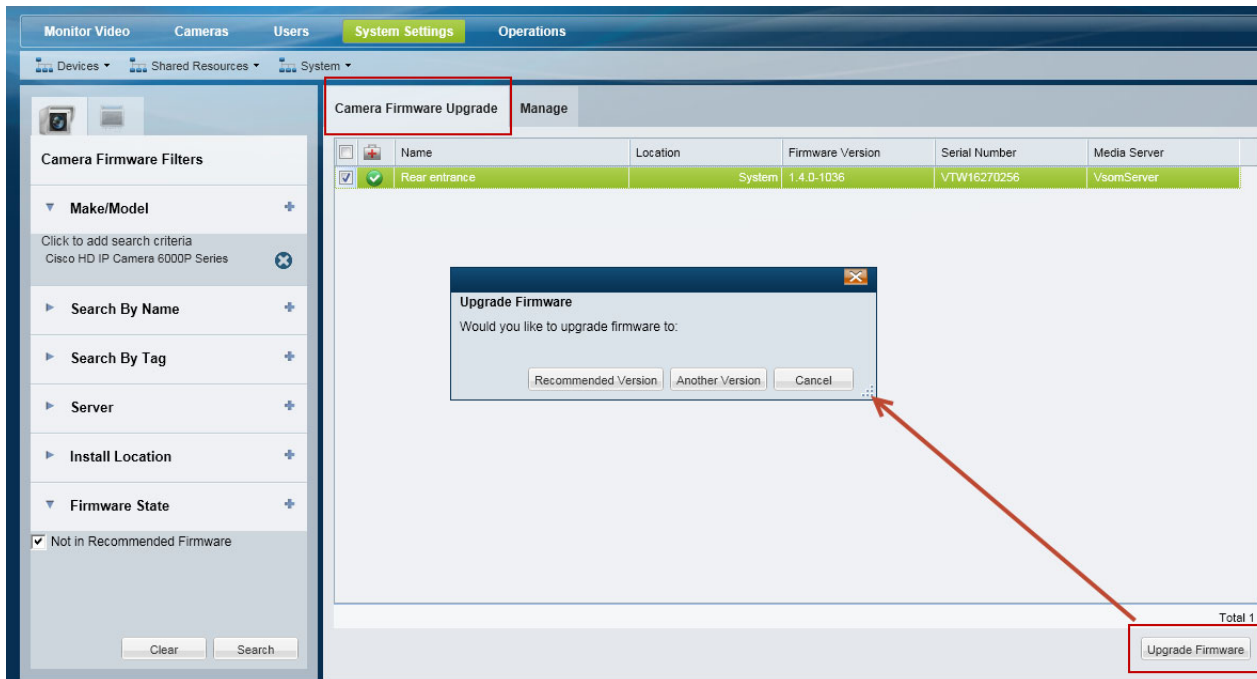 Monitor Video Cameras Users System Settings Operations
Devices Shared Resources System
Camera Firmware Filters
Make/Model
Click to add search criteria
Cisco HD IP Camera 6000P Series
Search By Name
Search By Tag
Server
Install Location
Firmware State
Not in Recommended Firmware
Clear Search
Camera Firmware Upgrade Manage
Name Location Firmware Version Serial Number Media Server
Rear entrance System 1.4.0-1036 VTW16270256 VsomServer
Upgrade Firmware
Would you like to upgrade firmware to:
Recommended Version Another Version Cancel
Total 1
Upgrade Firmware